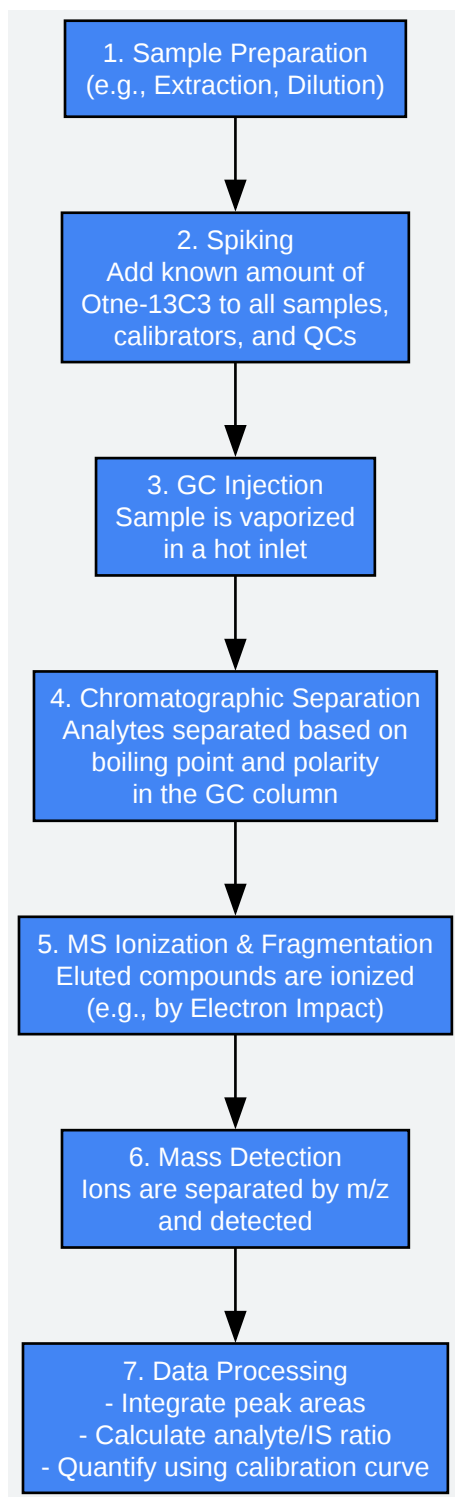 1. Sample Preparation
(e.g., Extraction, Dilution)
2. Spiking
Add known amount of
Otne-13C3 to all samples,
calibrators, and QCs
3. GC Injection
Sample is vaporized
in a hot inlet
4. Chromatographic Separation
Analytes separated based on
boiling point and polarity
in the GC column
5. MS Ionization & Fragmentation
Eluted compounds are ionized
(e.g., by Electron Impact)
6. Mass Detection
Ions are separated by m/z
and detected
7. Data Processing
- Integrate peak areas
- Calculate analyte/IS ratio
- Quantify using calibration curve